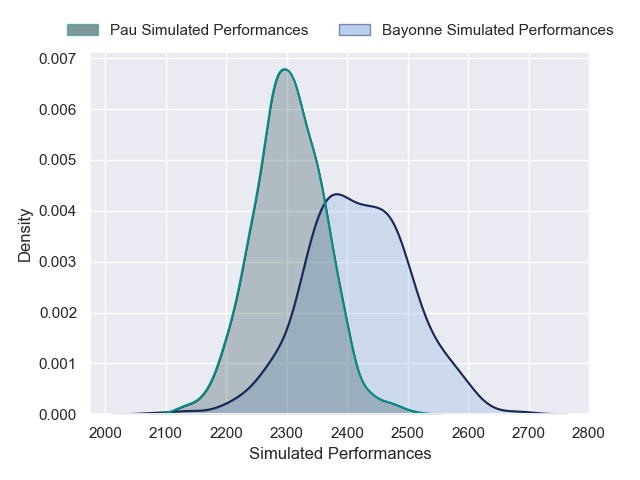 Pau Simulated Performances
Bayonne Simulated Performances
0.007
0.006
0.005
0.004
0.003
0.002
0.001
0.000
Density
2000 2100 2200 2300 2400 2500 2600 2700 2800
Simulated Performances